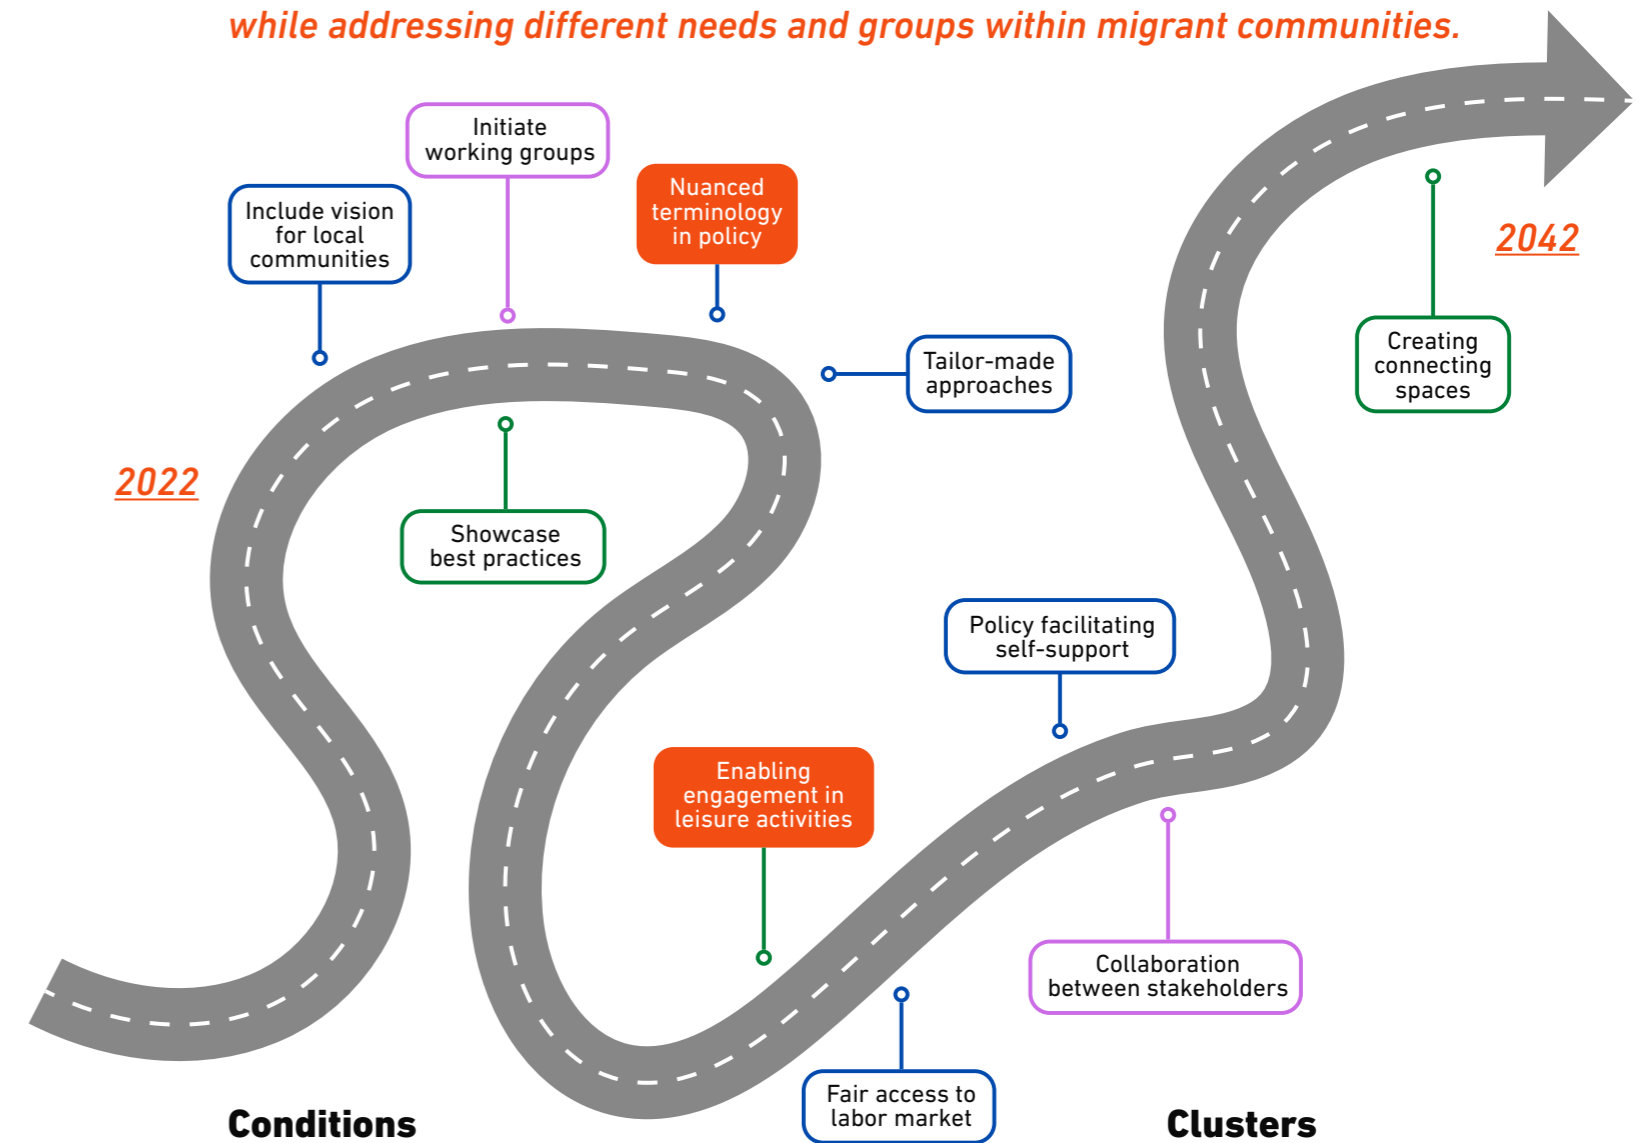 while addressing different needs and groups within migrant communities.
Initiate
working groups
Nuanced
terminology
in policy
Include vision
for local
communities
2042
Tailor-made
approaches
Creating
connecting
spaces
2022
Showcase
best practices
Policy facilitating
self-support
Enabling
engagement in
leisure activities
Collaboration
between stakeholders
Fair access to
labor market
Conditions
Clusters